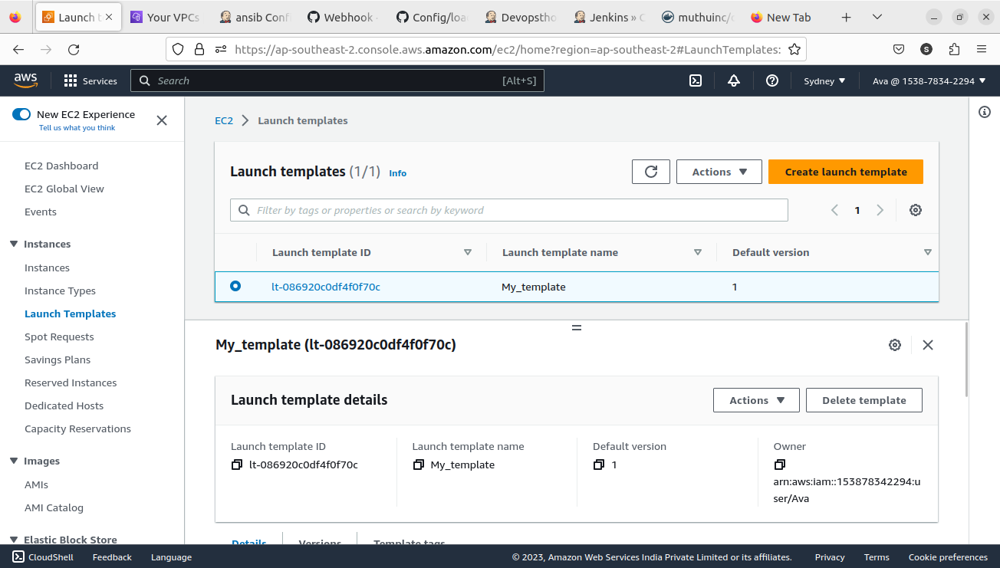 Launch t
Your VPCs
ansib Conf
Webhook
Config/loa
Devopstho
Jenkins » C
muthuinc/
New Tab
https://ap-southeast-2.console.aws.amazon.com/ec2/home?region=ap-southeast-2#LaunchTemplates:
S
aws
Services
Search
[Alt+S]
Sydney
Ava @ 1538-7834-2294
New EC2 Experience
Tell us what you think
EC2 Dashboard
EC2 Global View
Events
Instances
Instances
Instance Types
Launch Templates
Spot Requests
Savings Plans
Reserved Instances
Dedicated Hosts
Capacity Reservations
Images
AMIs
AMI Catalog
Elastic Block Store
EC2
Launch templates
Launch templates (1/1) Info
Actions
Create launch template
Filter by tags or properties or search by keyword
1
Launch template ID
Launch template name
Default version
lt-086920c0df4f0f70c
My_template
1
My_template (lt-086920c0df4f0f70c)
Launch template details
Actions
Delete template
Launch template ID
lt-086920c0df4f0f70c
Launch template name
My_template
Default version
1
Owner
arn:aws:iam::153878342294:u
ser/Ava
Details
Versions
Template tags
CloudShell
Feedback
Language
© 2023, Amazon Web Services India Private Limited or its affiliates.
Privacy
Terms
Cookie preferences